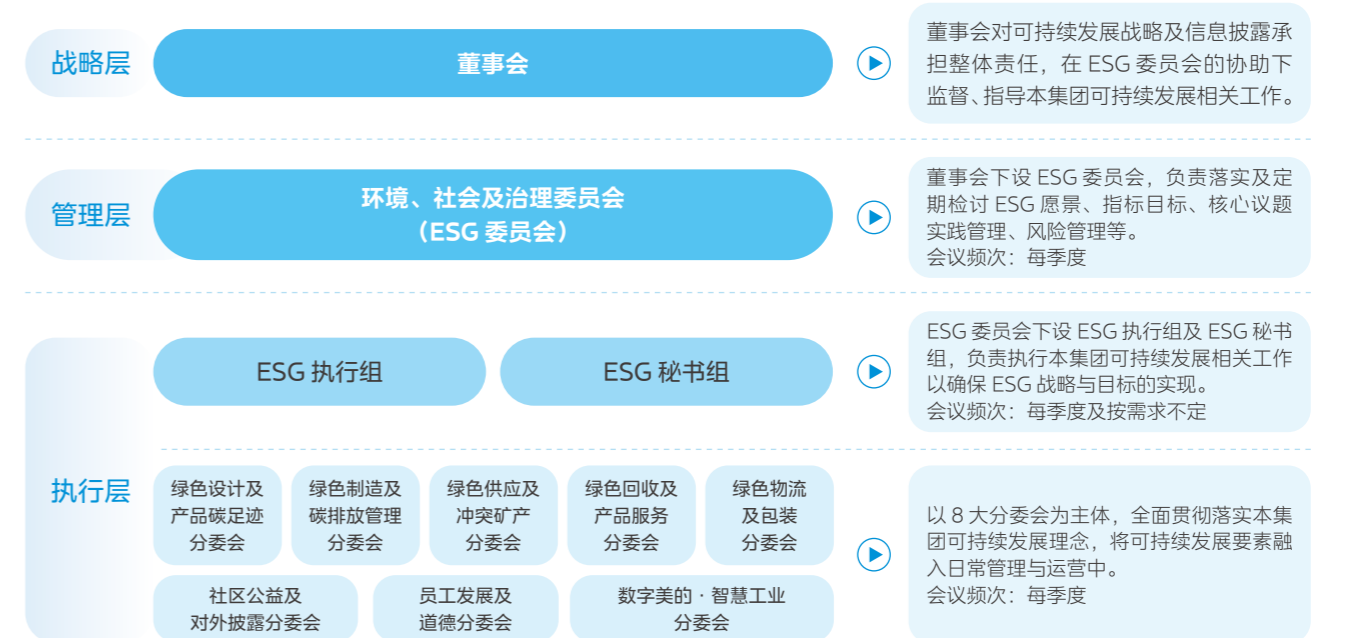 战略层
董事会
董事会对可持续发展战略及信息披露承
担整体责任，在 ESG 委员会的协助下
监督、指导本集团可持续发展相关工作。
管理层
环境、社会及治理委员会
（ESG 委员会）
董事会下设 ESG 委员会，负责落实及定
期检讨 ESG 愿景、指标目标、核心议题
实践管理、风险管理等。
会议频次：每季度
执行层
ESG 执行组
ESG 秘书组
ESG 委员会下设 ESG 执行组及 ESG 秘书
组，负责执行本集团可持续发展相关工作
以确保 ESG 战略与目标的实现。
会议频次：每季度及按需求不定
绿色设计及
产品碳足迹
分委会
绿色制造及
碳排放管理
分委会
绿色供应及
冲突矿产
分委会
绿色回收及
产品服务
分委会
绿色物流
及包装
分委会
社区公益及
对外披露分委会
员工发展及
道德分委会
数字美的 · 智慧工业
分委会
以 8 大分委会为主体，全面贯彻落实本集
团可持续发展理念，将可持续发展要素融
入日常管理与运营中。
会议频次：每季度